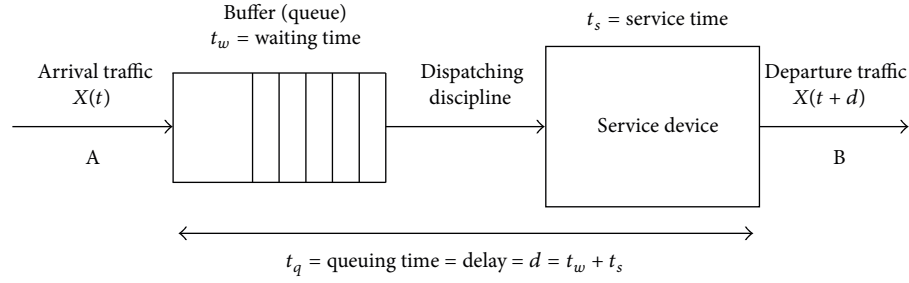 Buffer (queue)
t_w = waiting time
t_s = service time
Arrival traffic
X(t)
Dispatching
discipline
Departure traffic
X(t + d)
Service device
A
B
t_q = queuing time = delay = d = t_w + t_s